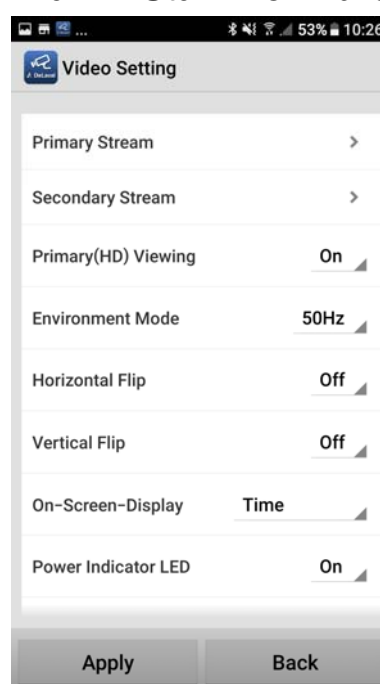 ... 53% 10:26
Video Setting
Primary Stream >
Secondary Stream >
Primary(HD) Viewing On
Environment Mode 50Hz
Horizontal Flip Off
Vertical Flip Off
On-Screen-Display Time
Power Indicator LED On
Apply Back